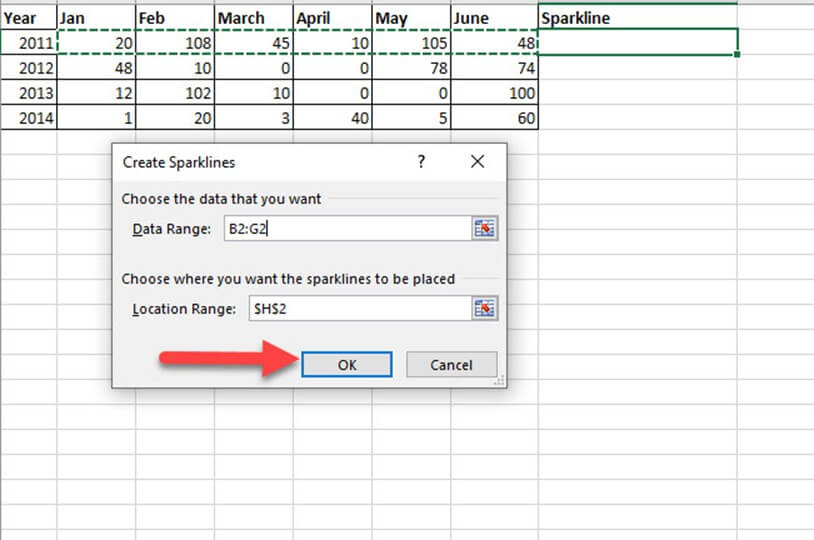 Year Jan Feb March April May June Sparkline
2011 20 108 45 10 105 48
2012 48 10 0 0 78 74
2013 12 102 10 0 0 100
2014 1 20 3 40 5 60
Create Sparklines ?
Choose the data that you want
Data Range: B2:G2
Choose where you want the sparklines to be placed
Location Range: $H$2
OK Cancel